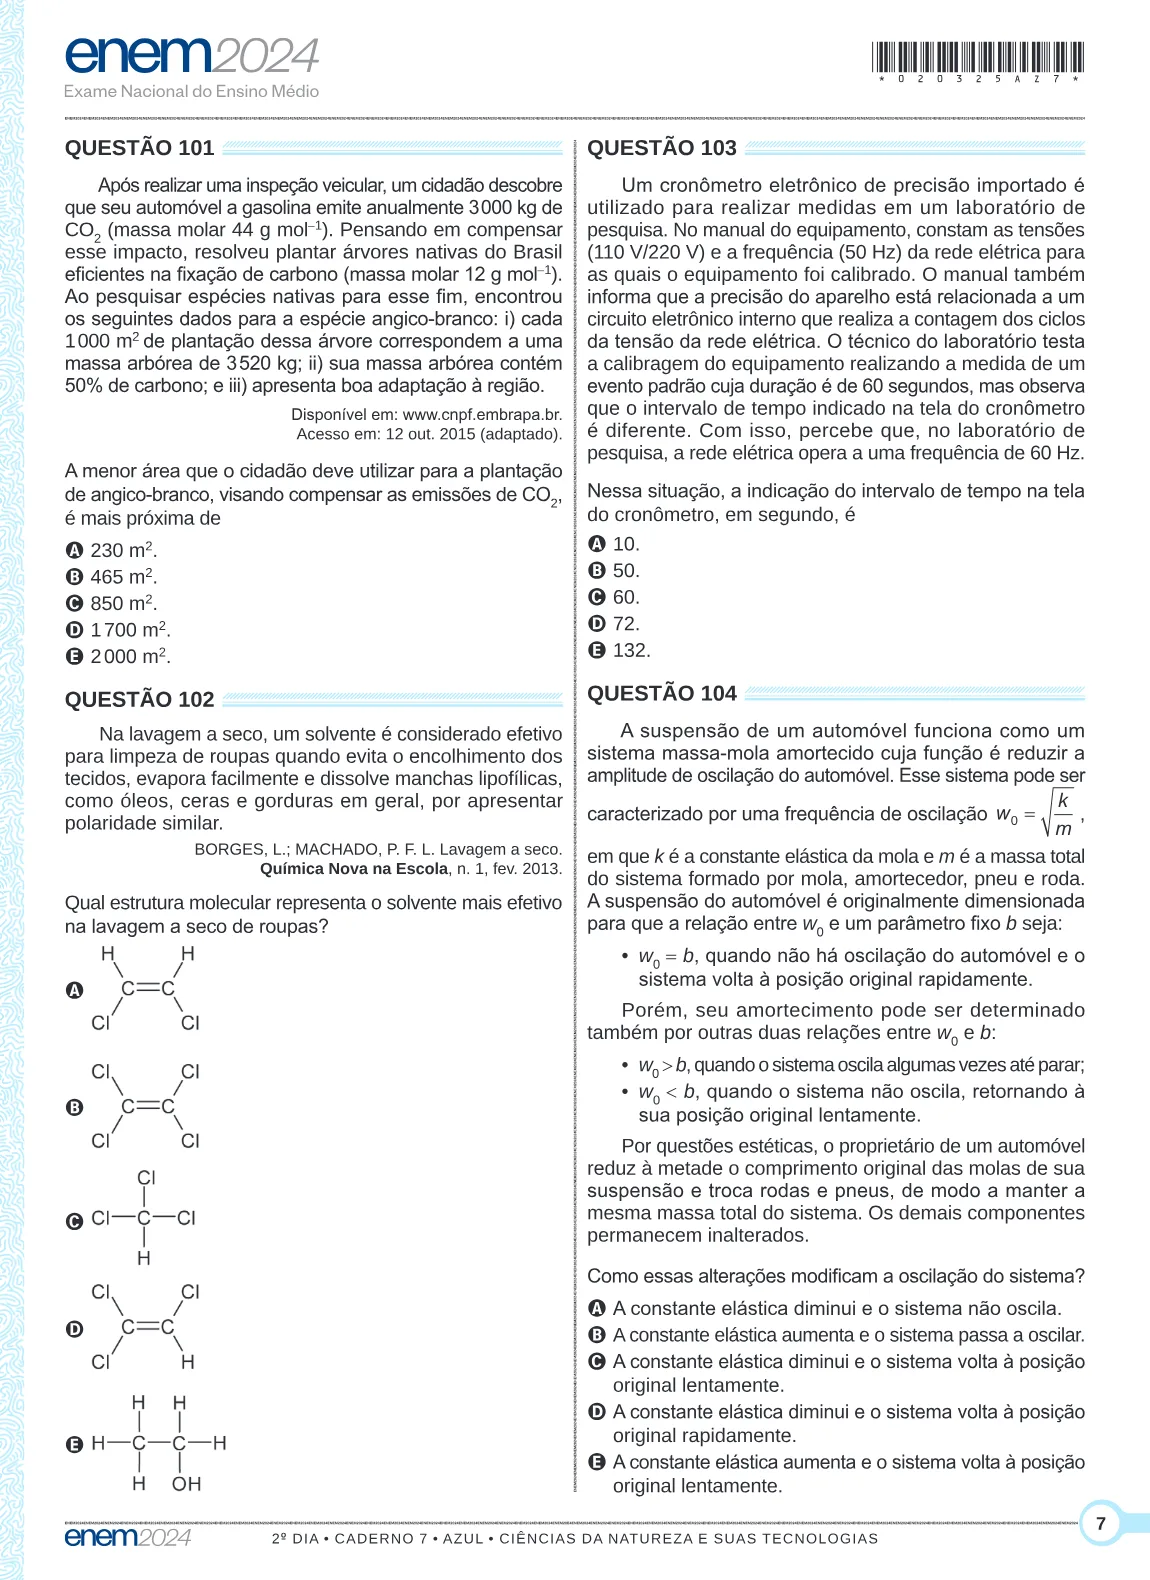 enem2024
Exame Nacional do Ensino Médio
*020325AZ7*
QUESTÃO 101
Após realizar uma inspeção veicular, um cidadão descobre
que seu automóvel a gasolina emite anualmente 3000 kg de
CO2 (massa molar 44 g mol–1). Pensando em compensar
esse impacto, resolveu plantar árvores nativas do Brasil
eficientes na fixação de carbono (massa molar 12 g mol–1).
Ao pesquisar espécies nativas para esse fim, encontrou
os seguintes dados para a espécie angico-branco: i) cada
1000 m2 de plantação dessa árvore correspondem a uma
massa arbórea de 3520 kg; ii) sua massa arbórea contém
50% de carbono; e iii) apresenta boa adaptação à região.
Disponível em: www.cnpf.embrapa.br.
Acesso em: 12 out. 2015 (adaptado).
A menor área que o cidadão deve utilizar para a plantação
de angico-branco, visando compensar as emissões de CO2,
é mais próxima de
A 230 m2.
B 465 m2.
C 850 m2.
D 1700 m2.
E 2000 m2.
QUESTÃO 102
Na lavagem a seco, um solvente é considerado efetivo
para limpeza de roupas quando evita o encolhimento dos
tecidos, evapora facilmente e dissolve manchas lipofílicas,
como óleos, ceras e gorduras em geral, por apresentar
polaridade similar.
BORGES, L.; MACHADO, P. F. L. Lavagem a seco.
Química Nova na Escola, n. 1, fev. 2013.
Qual estrutura molecular representa o solvente mais efetivo
na lavagem a seco de roupas?
H H
A C=C
Cl Cl
Cl Cl
B C=C
Cl Cl
Cl
C Cl—C—Cl
H
Cl Cl
D C=C
Cl H
H H
E H—C—C—H
H OH
QUESTÃO 103
Um cronômetro eletrônico de precisão importado é
utilizado para realizar medidas em um laboratório de
pesquisa. No manual do equipamento, constam as tensões
(110 V/220 V) e a frequência (50 Hz) da rede elétrica para
as quais o equipamento foi calibrado. O manual também
informa que a precisão do aparelho está relacionada a um
circuito eletrônico interno que realiza a contagem dos ciclos
da tensão da rede elétrica. O técnico do laboratório testa
a calibragem do equipamento realizando a medida de um
evento padrão cuja duração é de 60 segundos, mas observa
que o intervalo de tempo indicado na tela do cronômetro
é diferente. Com isso, percebe que, no laboratório de
pesquisa, a rede elétrica opera a uma frequência de 60 Hz.
Nessa situação, a indicação do intervalo de tempo na tela
do cronômetro, em segundo, é
A 10.
B 50.
C 60.
D 72.
E 132.
QUESTÃO 104
A suspensão de um automóvel funciona como um
sistema massa-mola amortecido cuja função é reduzir a
amplitude de oscilação do automóvel. Esse sistema pode ser
caracterizado por uma frequência de oscilação w0 = √(k/m),
em que k é a constante elástica da mola e m é a massa total
do sistema formado por mola, amortecedor, pneu e roda.
A suspensão do automóvel é originalmente dimensionada
para que a relação entre w0 e um parâmetro fixo b seja:
• w0 = b, quando não há oscilação do automóvel e o
sistema volta à posição original rapidamente.
Porém, seu amortecimento pode ser determinado
também por outras duas relações entre w0 e b:
• w0 > b, quando o sistema oscila algumas vezes até parar;
• w0 < b, quando o sistema não oscila, retornando à
sua posição original lentamente.
Por questões estéticas, o proprietário de um automóvel
reduz à metade o comprimento original das molas de sua
suspensão e troca rodas e pneus, de modo a manter a
mesma massa total do sistema. Os demais componentes
permanecem inalterados.
Como essas alterações modificam a oscilação do sistema?
A A constante elástica diminui e o sistema não oscila.
B A constante elástica aumenta e o sistema passa a oscilar.
C A constante elástica diminui e o sistema volta à posição
original lentamente.
D A constante elástica diminui e o sistema volta à posição
original rapidamente.
E A constante elástica aumenta e o sistema volta à posição
original lentamente.
enem2024
2º DIA • CADERNO 7 • AZUL • CIÊNCIAS DA NATUREZA E SUAS TECNOLOGIAS
7